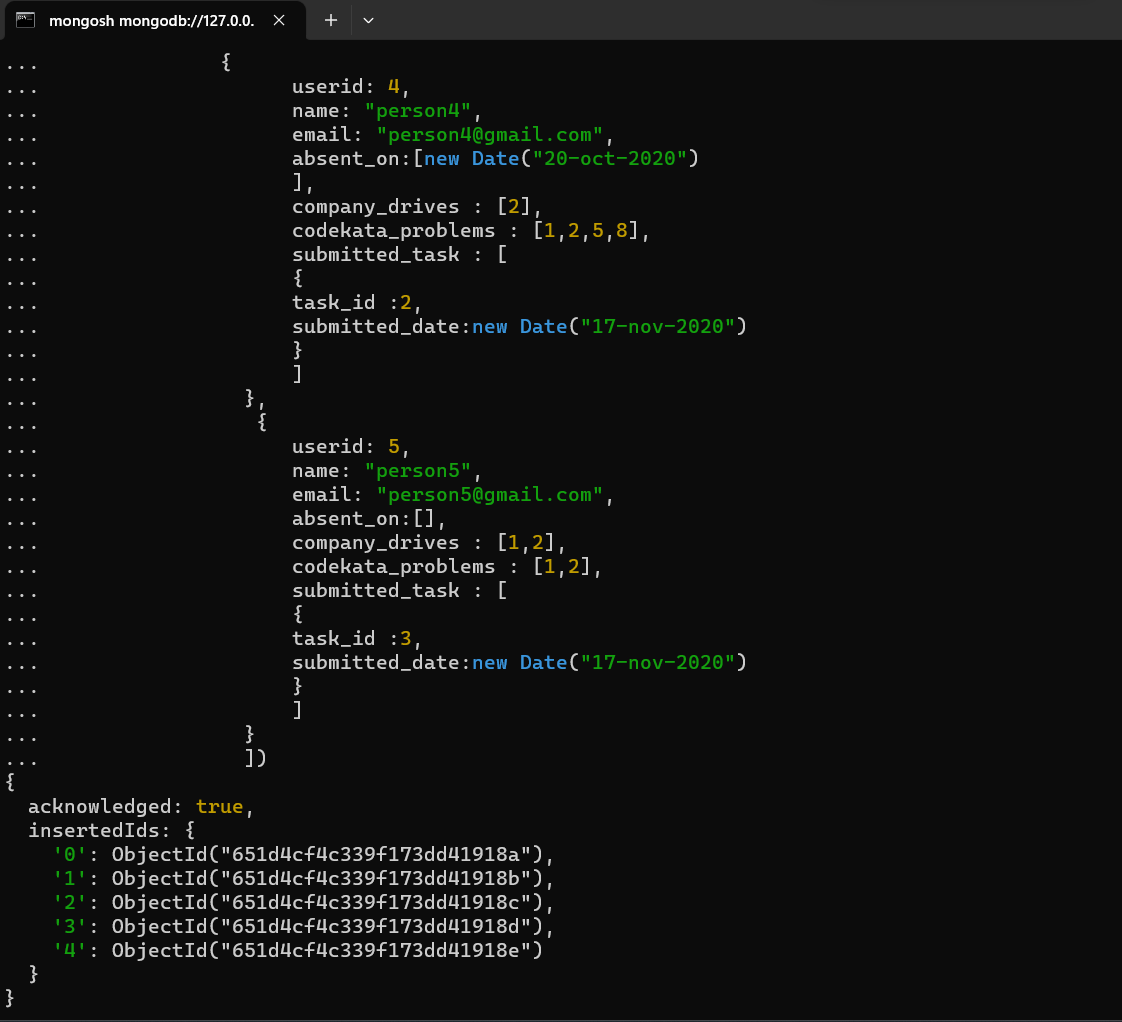 mongosh mongodb://127.0.0.
... {
... userid: 4,
... name: "person4",
... email: "person4@gmail.com",
... absent_on:[new Date("20-oct-2020")
... ],
... company_drives : [2],
... codekata_problems : [1,2,5,8],
... submitted_task : [
... {
... task_id :2,
... submitted_date:new Date("17-nov-2020")
... }
... ]
... },
... {
... userid: 5,
... name: "person5",
... email: "person5@gmail.com",
... absent_on:[],
... company_drives : [1,2],
... codekata_problems : [1,2],
... submitted_task : [
... {
... task_id :3,
... submitted_date:new Date("17-nov-2020")
... }
... ]
... }
... ])
{
acknowledged: true,
insertedIds: {
'0': ObjectId("651d4cf4c339f173dd41918a"),
'1': ObjectId("651d4cf4c339f173dd41918b"),
'2': ObjectId("651d4cf4c339f173dd41918c"),
'3': ObjectId("651d4cf4c339f173dd41918d"),
'4': ObjectId("651d4cf4c339f173dd41918e")
}
}